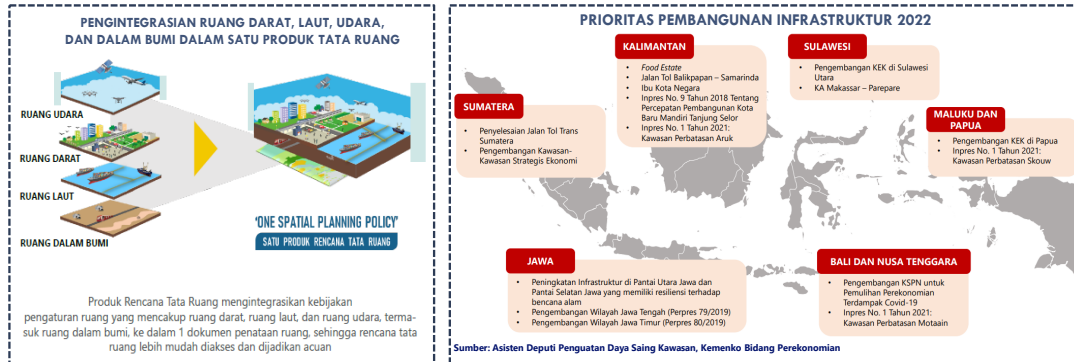 PENGINTEGRASIAN RUANG DARAT, LAUT, UDARA,
DAN DALAM BUMI DALAM SATU PRODUK TATA RUANG
RUANG UDARA
RUANG DARAT
RUANG LAUT
RUANG DALAM BUMI
'ONE SPATIAL PLANNING POLICY'
SATU PRODUK RENCANA TATA RUANG
Produk Rencana Tata Ruang mengintegrasikan kebijakan
pengaturan ruang yang mencakup ruang darat, ruang laut, dan ruang udara, terma-
suk ruang dalam bumi, ke dalam 1 dokumen penataan ruang, sehingga rencana tata
ruang lebih mudah diakses dan dijadikan acuan
PRIORITAS PEMBANGUNAN INFRASTRUKTUR 2022
SUMATERA
• Penyelesaian Jalan Tol Trans
Sumatera
• Pengembangan Kawasan-
Kawasan Strategis Ekonomi
KALIMANTAN
• Food Estate
• Jalan Tol Balikpapan – Samarinda
• Ibu Kota Negara
• Inpres No. 9 Tahun 2018 Tentang
Percepatan Pembangunan Kota
Baru Mandiri Tanjung Selor
• Inpres No. 1 Tahun 2021:
Kawasan Perbatasan Aruk
SULAWESI
• Pengembangan KEK di Sulawesi
Utara
• KA Makassar – Parepare
MALUKU DAN
PAPUA
• Pengembangan KEK di Papua
• Inpres No. 1 Tahun 2021:
Kawasan Perbatasan Skouw
JAWA
• Peningkatan Infrastruktur di Pantai Utara Jawa dan
Pantai Selatan Jawa yang memiliki resiliensi terhadap
bencana alam
• Pengembangan Wilayah Jawa Tengah (Perpres 79/2019)
• Pengembangan Wilayah Jawa Timur (Perpres 80/2019)
BALI DAN NUSA TENGGARA
• Pengembangan KSPN untuk
Pemulihan Perekonomian
Terdampak Covid-19
• Inpres No. 1 Tahun 2021:
Kawasan Perbatasan Motaain
Sumber: Asisten Deputi Penguatan Daya Saing Kawasan, Kemenko Bidang Perekonomian